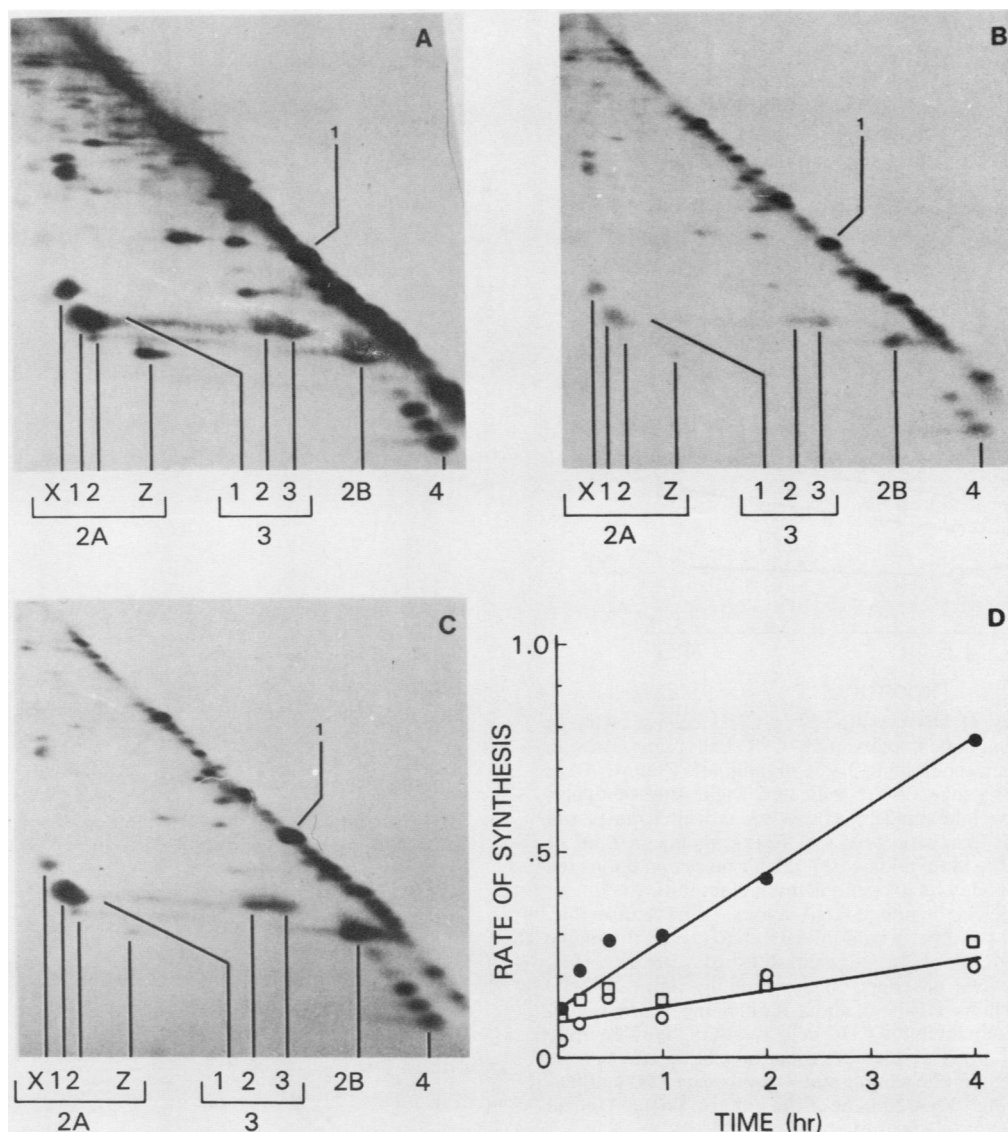 A
1
X 1 2 Z 1 2 3 2B 4
2A 3
B
1
X 1 2 Z 1 2 3 2B 4
2A 3
C
1
X 1 2 Z 1 2 3 2B 4
2A 3
D
1.0
.5
0
RATE OF SYNTHESIS
0 1 2 3 4
TIME (hr)